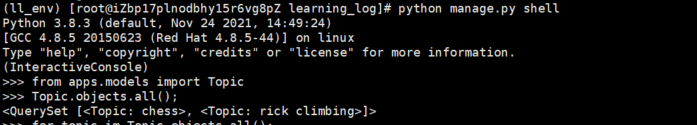 (ll_env) [root@iZbp17plnodbhy15r6vg8pZ learning_log]# python manage.py shell
Python 3.8.3 (default, Nov 24 2021, 14:49:24)
[GCC 4.8.5 20150623 (Red Hat 4.8.5-44)] on linux
Type "help", "copyright", "credits" or "license" for more information.
(InteractiveConsole)
>>> from apps.models import Topic
>>> Topic.objects.all();
<QuerySet [<Topic: chess>, <Topic: rick climbing>]>
>>> for topic im Topic.objects.all():